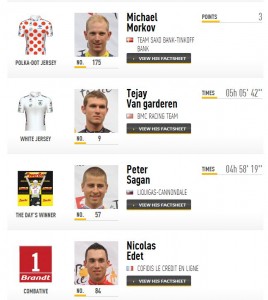 Michael
Morkov
TEAM SAXO BANK-TINKOFF
BANK
POINTS
3
POLKA-DOT JERSEY
NO.
175
VIEW HIS FACTSHEET
Tejay
Van garderen
BMC RACING TEAM
TIMES
05h 05' 42''
WHITE JERSEY
NO.
9
VIEW HIS FACTSHEET
Peter
Sagan
LIQUIGAS-CANNONDALE
TIMES
04h 58' 19''
THE DAY'S WINNER
NO.
57
VIEW HIS FACTSHEET
Nicolas
Edet
COFIDIS LE CREDIT EN LIGNE
1
Brandt
COMBATIVE
NO.
84
VIEW HIS FACTSHEET